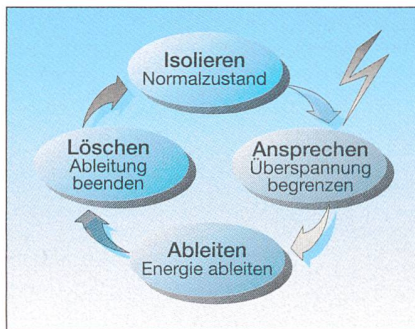 Isolieren
Normalzustand
Ansprechen
Überspannung
begrenzen
Ableiten
Energie ableiten
Löschen
Ableitung
beenden